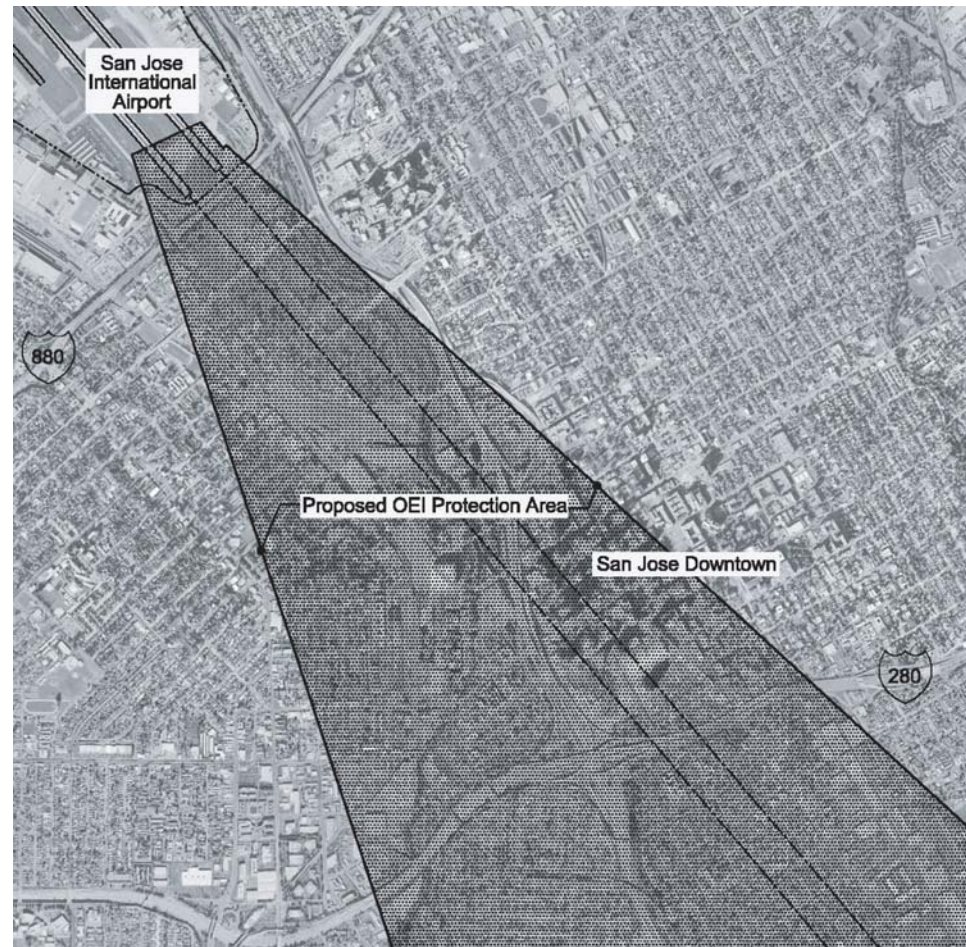 San Jose
International
Airport
880
Proposed OEI Protection Area
San Jose Downtown
280